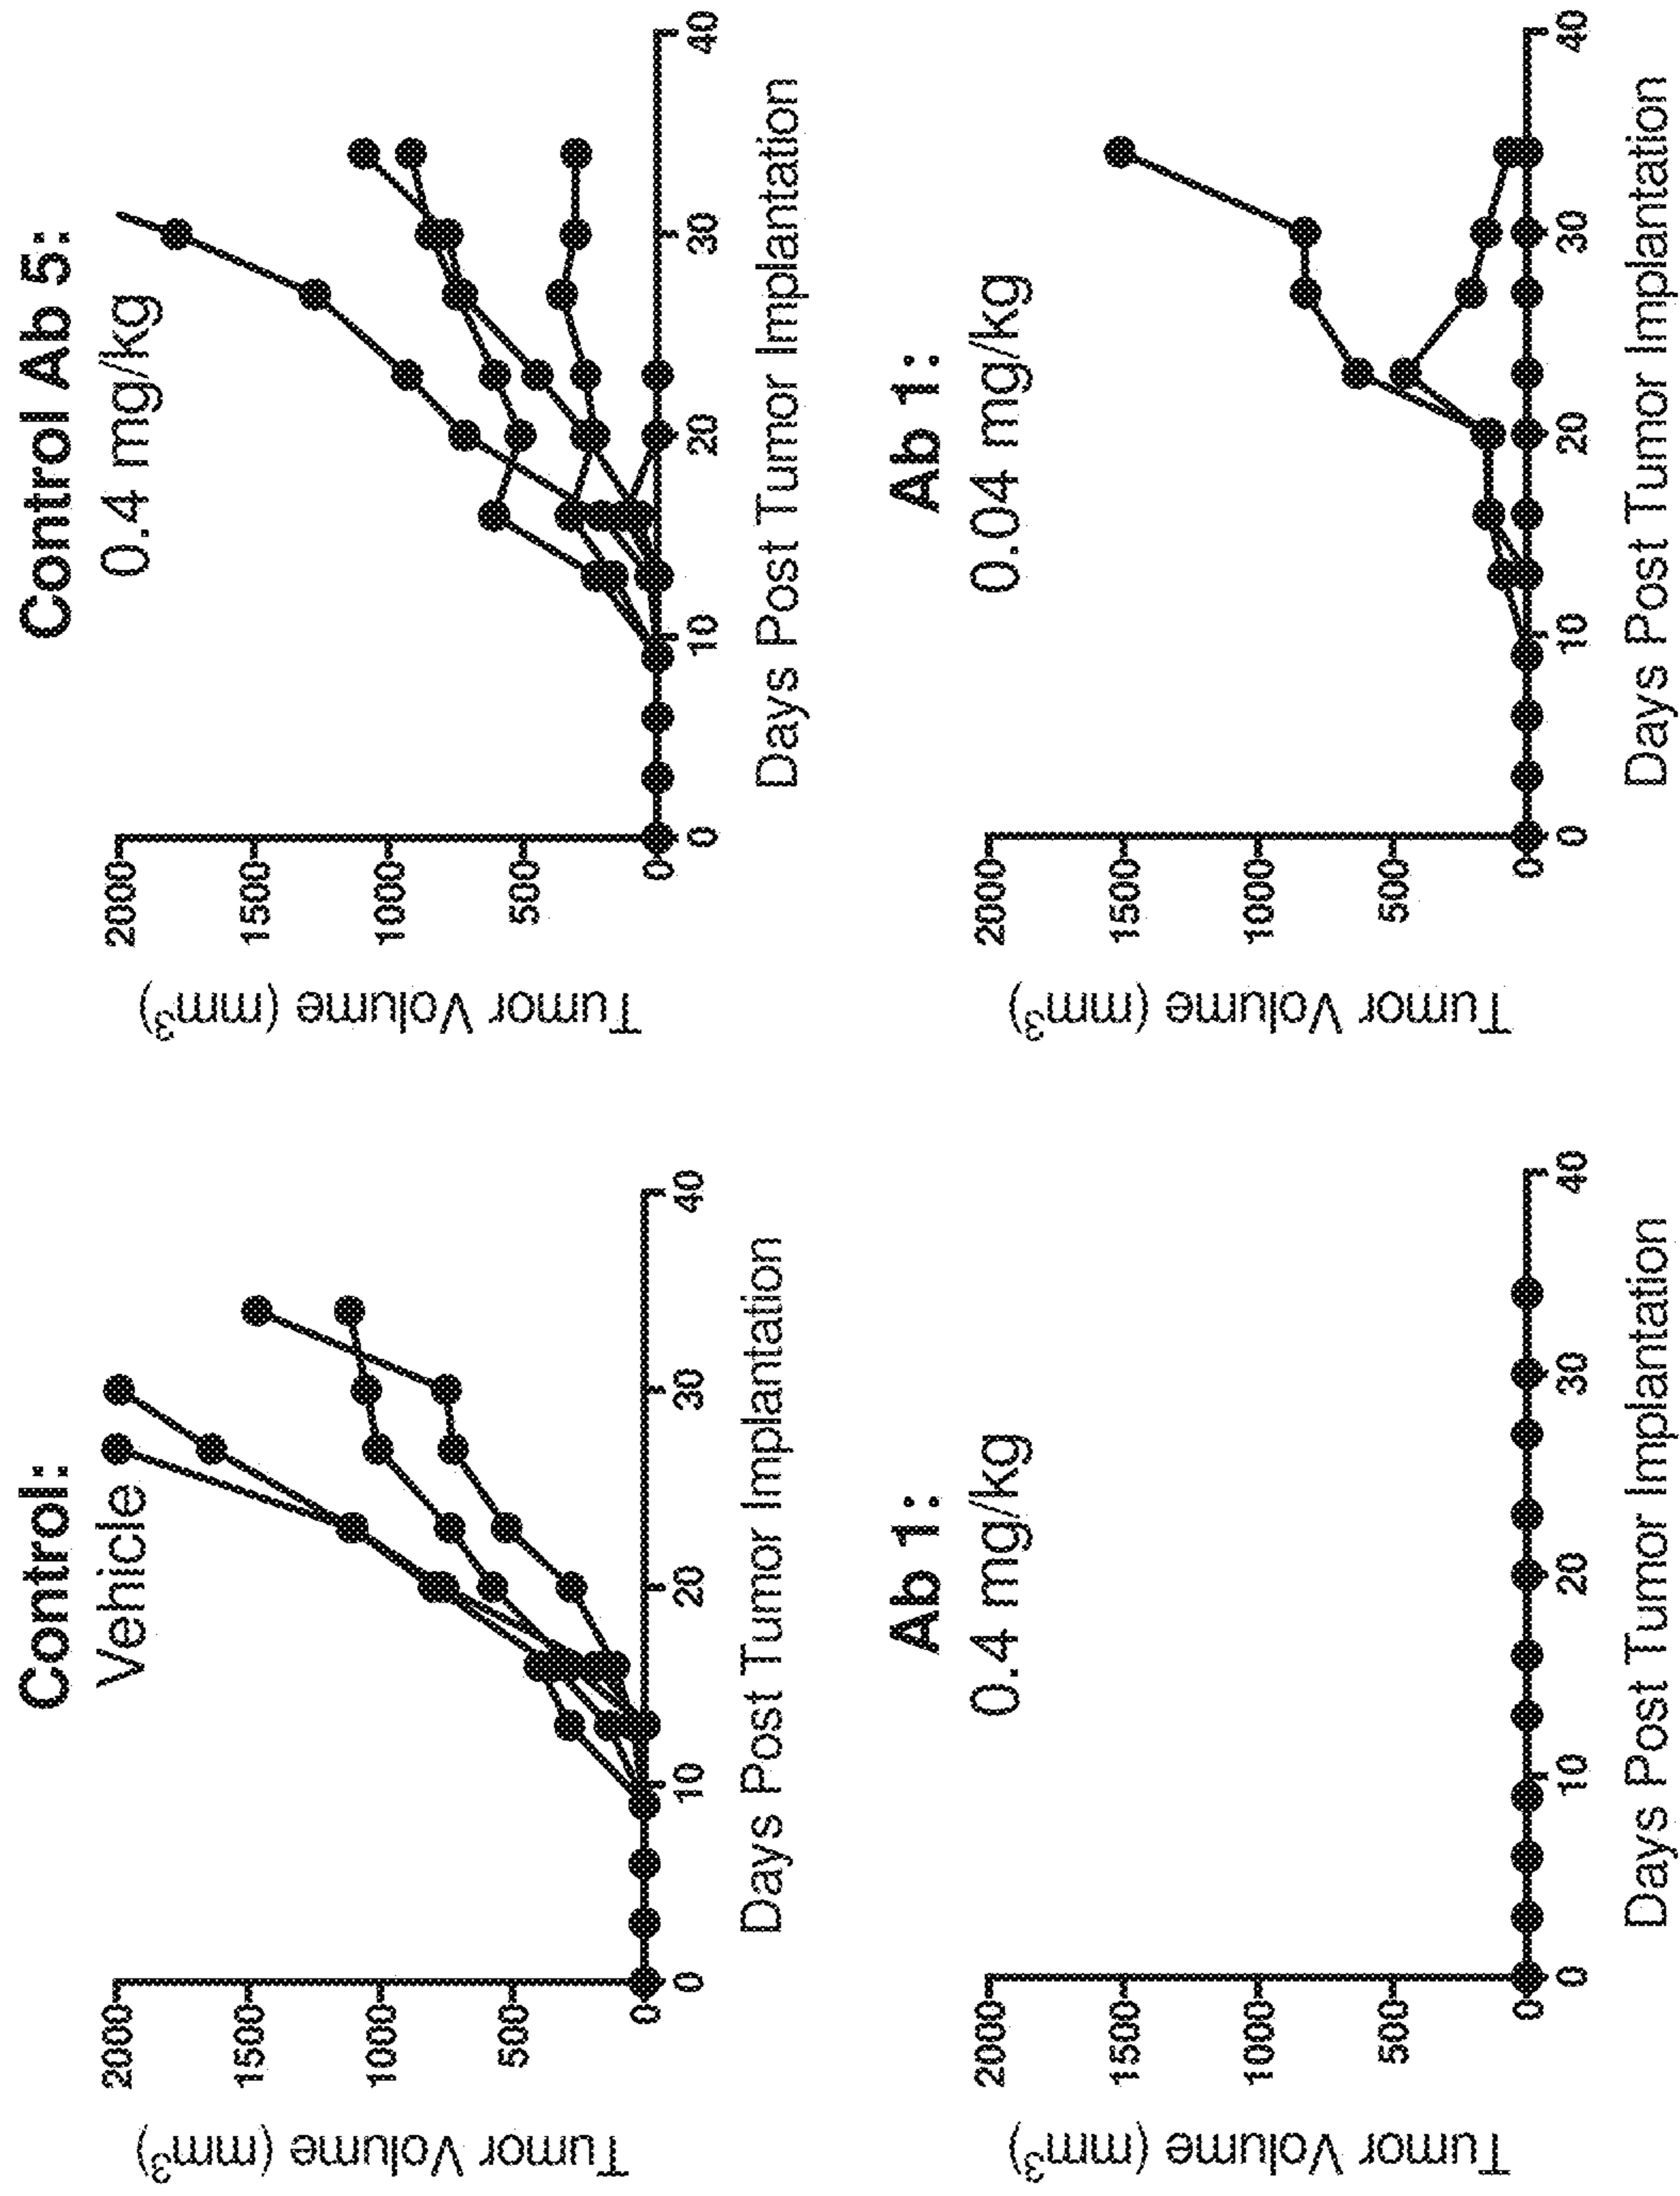 Control:
Vehicle
Tumor Volume (mm³)
2000
1500
1000
500
0
0 10 20 30 40
Days Post Tumor Implantation
Control Ab 5:
0.4 mg/kg
Tumor Volume (mm³)
2000
1500
1000
500
0
0 10 20 30 40
Days Post Tumor Implantation
Ab 1:
0.4 mg/kg
Tumor Volume (mm³)
2000
1500
1000
500
0
0 10 20 30 40
Days Post Tumor Implantation
Ab 1:
0.04 mg/kg
Tumor Volume (mm³)
2000
1500
1000
500
0
0 10 20 30 40
Days Post Tumor Implantation